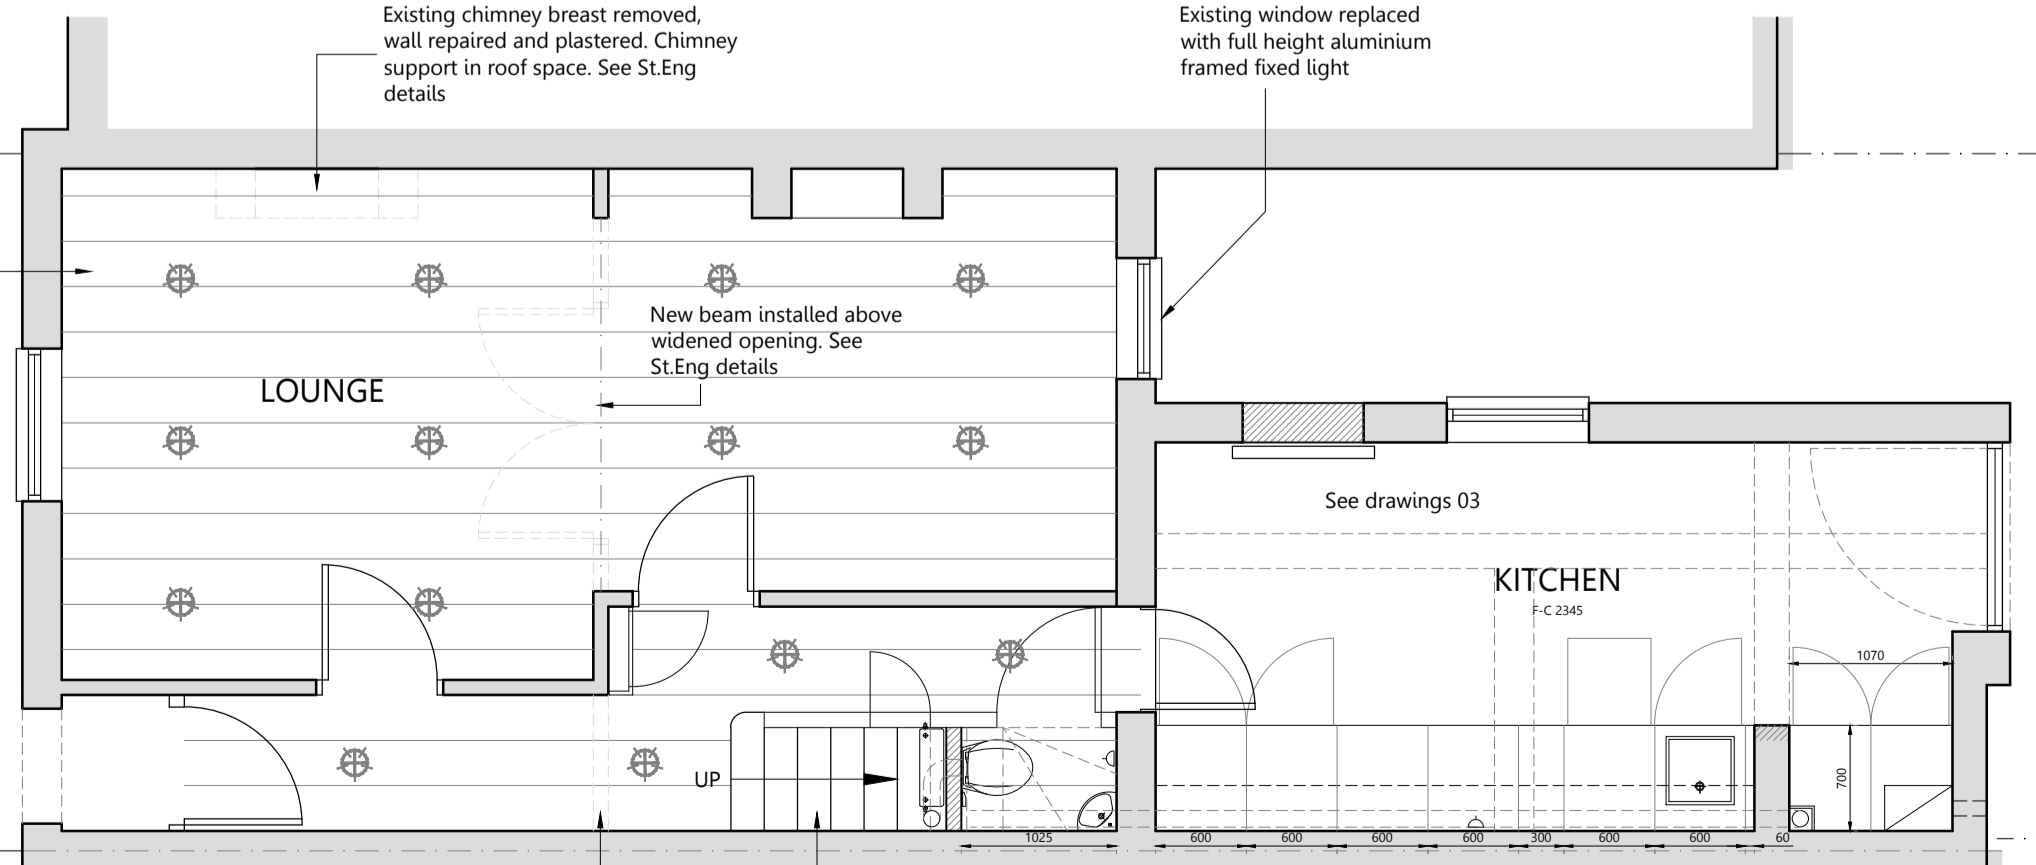 Existing chimney breast removed,
wall repaired and plastered. Chimney
support in roof space. See St.Eng
details
Existing window replaced
with full height aluminium
framed fixed light
New beam installed above
widened opening. See
St.Eng details
LOUNGE
See drawings 03
KITCHEN
F-C 2345
1070
UP
700
1025
600
600
600
600
300
600
600
60